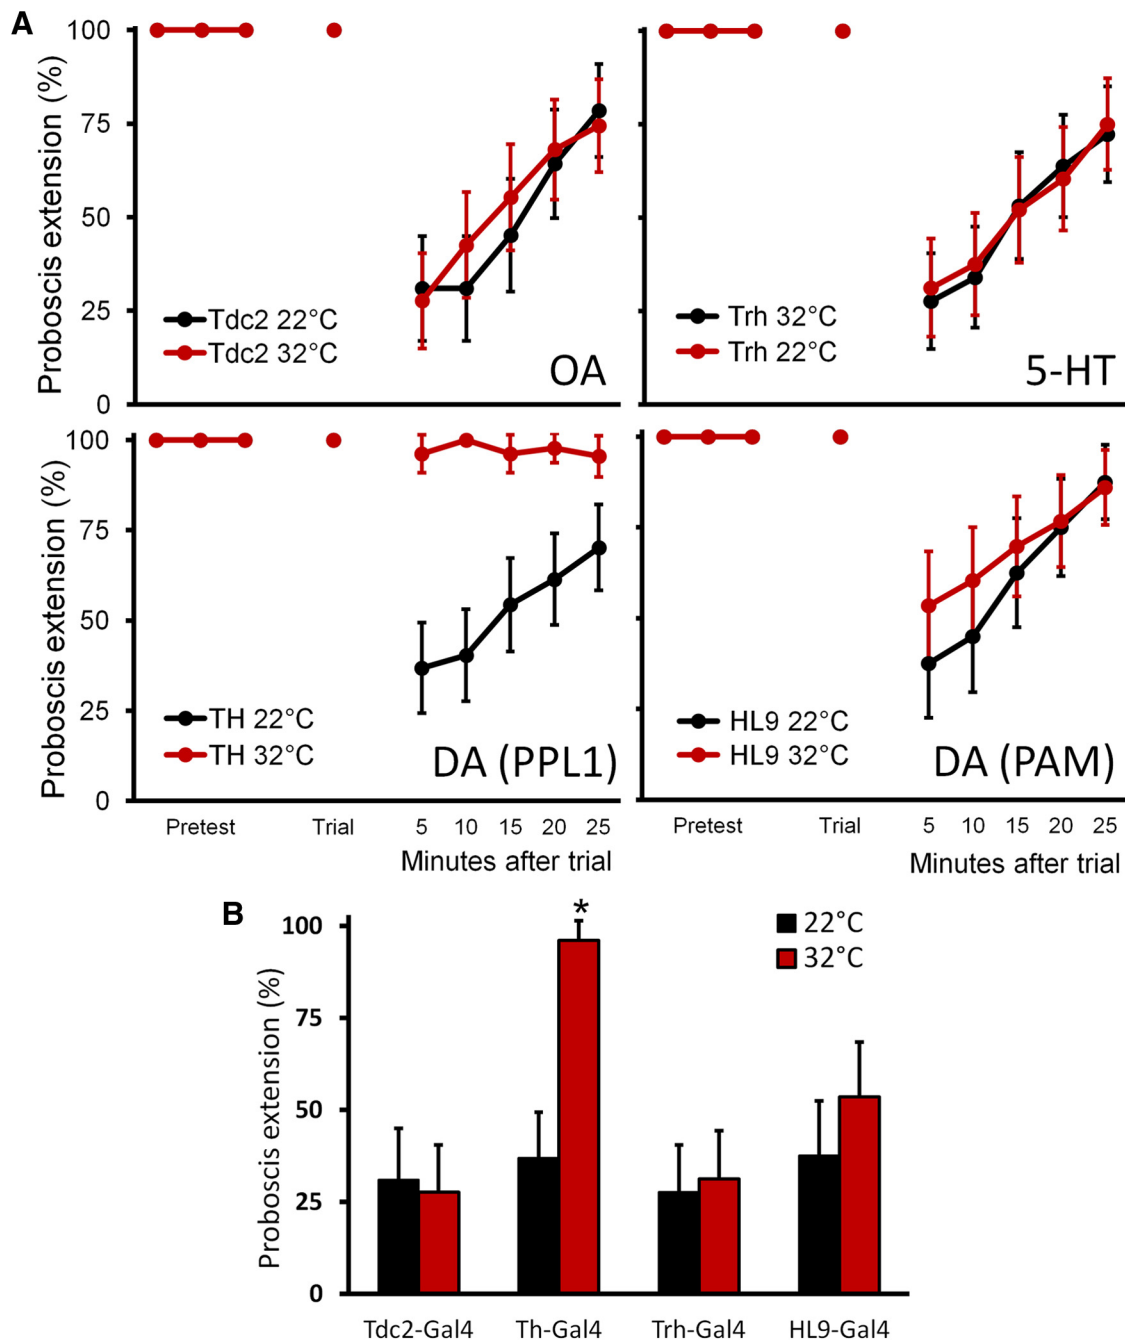 A
Proboscis extension (%)
100
75
50
25
0
Tdc2 22°C
Tdc2 32°C
OA
Trh 32°C
Trh 22°C
5-HT
Proboscis extension (%)
100
75
50
25
0
TH 22°C
TH 32°C
DA (PPL1)
HL9 22°C
HL9 32°C
DA (PAM)
Pretest Trial 5 10 15 20 25
Minutes after trial
Pretest Trial 5 10 15 20 25
Minutes after trial
B
Proboscis extension (%)
100
75
50
25
0
*
22°C
32°C
Tdc2-Gal4 Th-Gal4 Trh-Gal4 HL9-Gal4